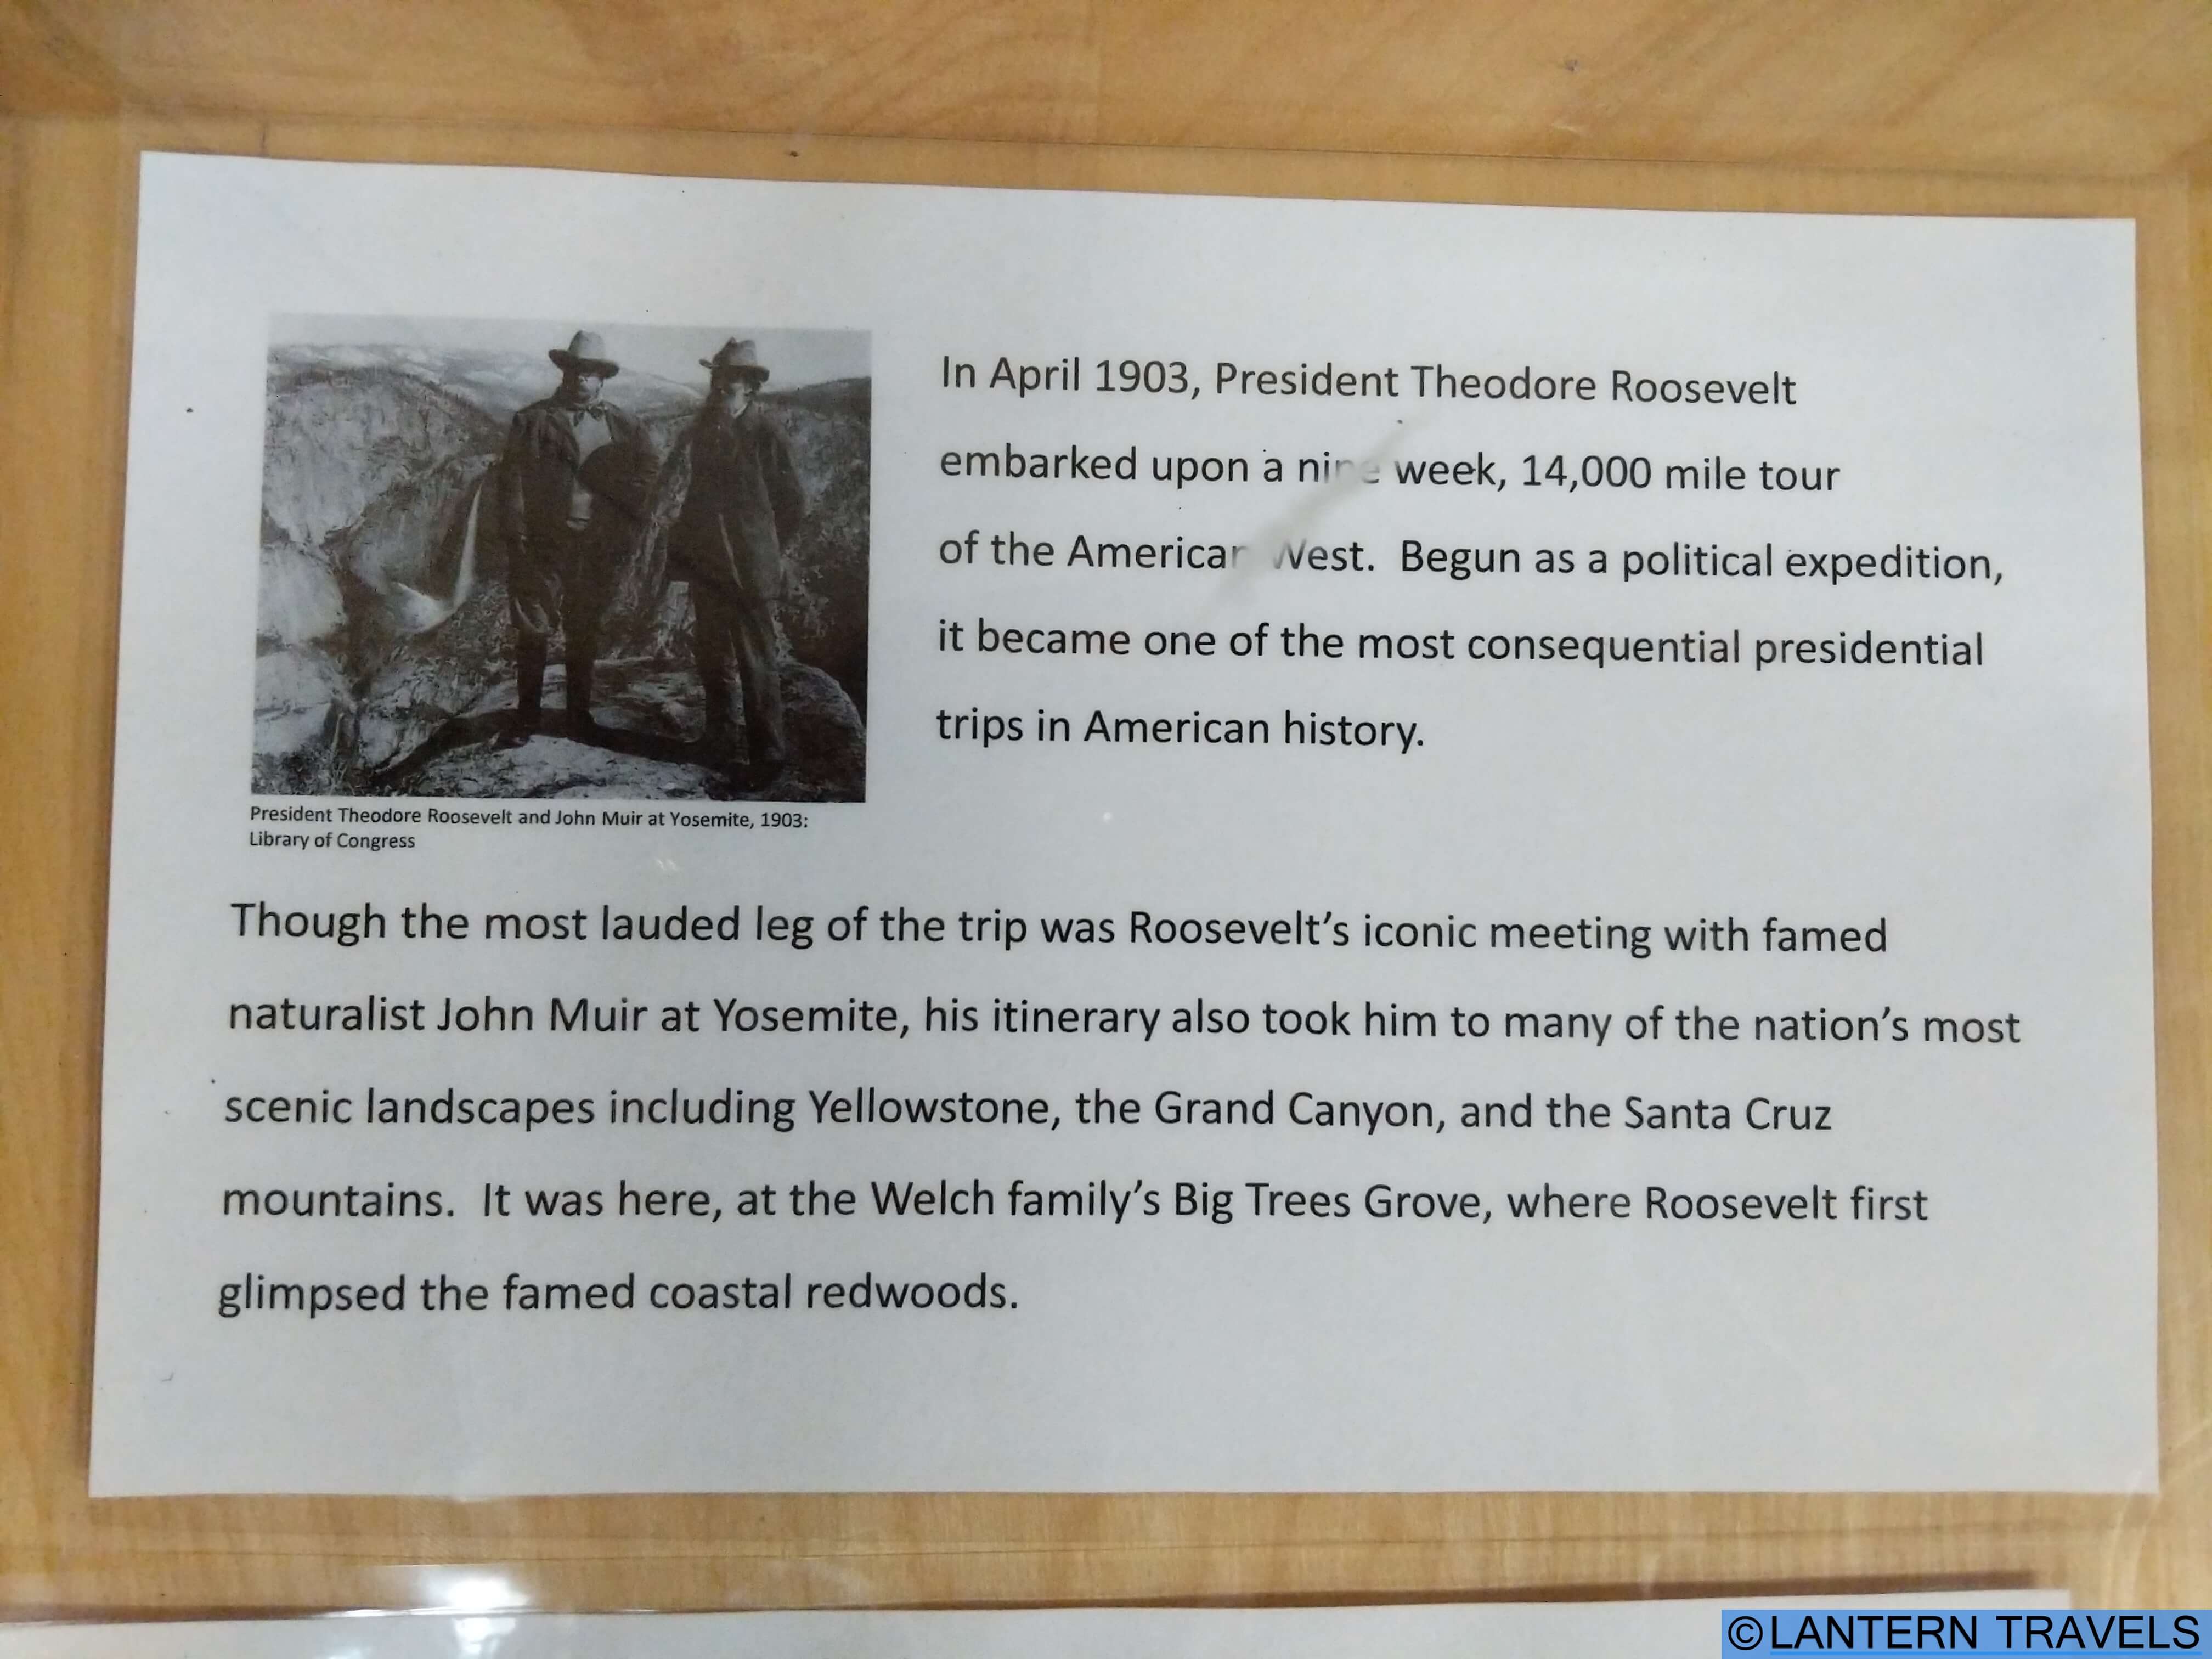 In April 1903, President Theodore Roosevelt
embarked upon a nine week, 14,000 mile tour
of the American West. Begun as a political expedition,
it became one of the most consequential presidential
trips in American history.
President Theodore Roosevelt and John Muir at Yosemite, 1903:
Library of Congress
Though the most lauded leg of the trip was Roosevelt’s iconic meeting with famed
naturalist John Muir at Yosemite, his itinerary also took him to many of the nation’s most
scenic landscapes including Yellowstone, the Grand Canyon, and the Santa Cruz
mountains. It was here, at the Welch family’s Big Trees Grove, where Roosevelt first
glimpsed the famed coastal redwoods.
©LANTERN TRAVELS